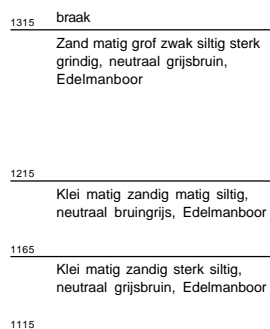 1315 braak
Zand matig grof zwak siltig sterk
grindig, neutraal grijsbruin,
Edelmanboor
1215
Klei matig zandig matig siltig,
neutraal bruingrijs, Edelmanboor
1165
Klei matig zandig sterk siltig,
neutraal grijsbruin, Edelmanboor
1115